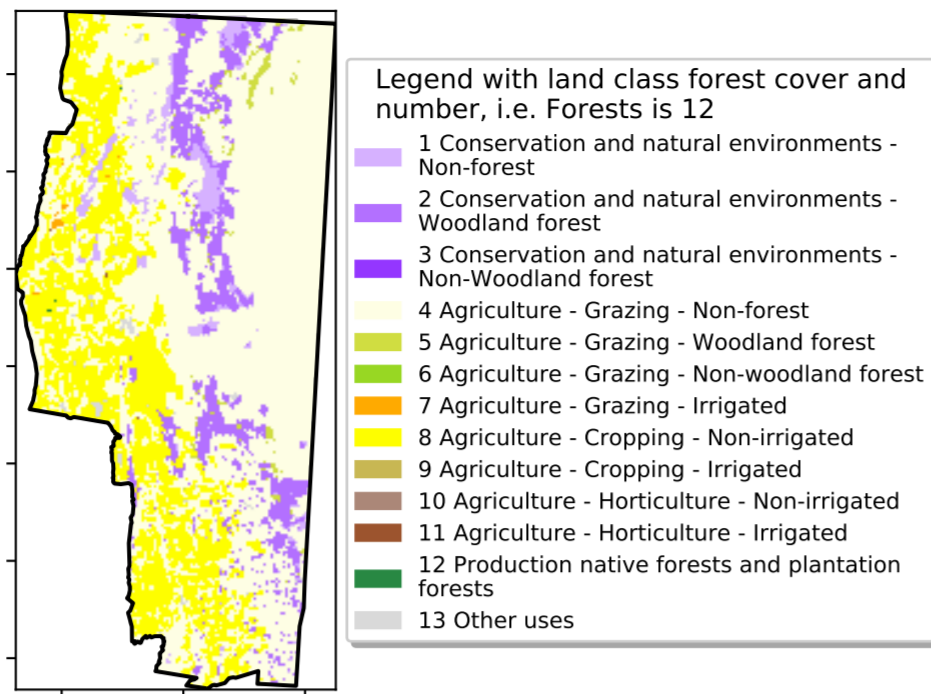 Legend with land class forest cover and
number, i.e. Forests is 12
1 Conservation and natural environments -
Non-forest
2 Conservation and natural environments -
Woodland forest
3 Conservation and natural environments -
Non-Woodland forest
4 Agriculture - Grazing - Non-forest
5 Agriculture - Grazing - Woodland forest
6 Agriculture - Grazing - Non-woodland forest
7 Agriculture - Grazing - Irrigated
8 Agriculture - Cropping - Non-irrigated
9 Agriculture - Cropping - Irrigated
10 Agriculture - Horticulture - Non-irrigated
11 Agriculture - Horticulture - Irrigated
12 Production native forests and plantation
forests
13 Other uses